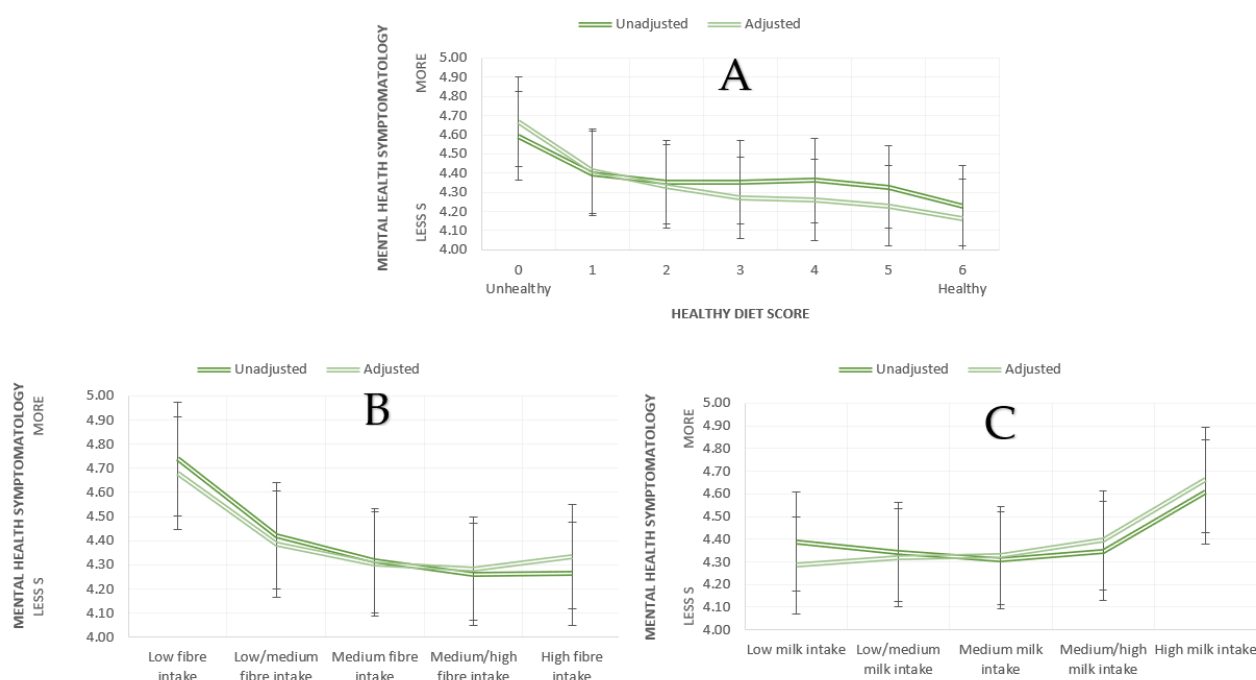 Unadjusted Adjusted
A
MENTAL HEALTH SYMPTOMATOLOGY
LESS S MORE
5.00
4.90
4.80
4.70
4.60
4.50
4.40
4.30
4.20
4.10
4.00
0 1 2 3 4 5 6
Unhealthy Healthy
HEALTHY DIET SCORE
Unadjusted Adjusted
B
MENTAL HEALTH SYMPTOMATOLOGY
LESS S MORE
5.00
4.90
4.80
4.70
4.60
4.50
4.40
4.30
4.20
4.10
4.00
Low fibre Low/medium Medium fibre Medium/high High fibre
intake fibre intake intake fibre intake intake
Unadjusted Adjusted
C
MENTAL HEALTH SYMPTOMATOLOGY
LESS S MORE
5.00
4.90
4.80
4.70
4.60
4.50
4.40
4.30
4.20
4.10
4.00
Low milk intake Low/medium Medium milk Medium/high High milk intake
milk intake intake milk intake